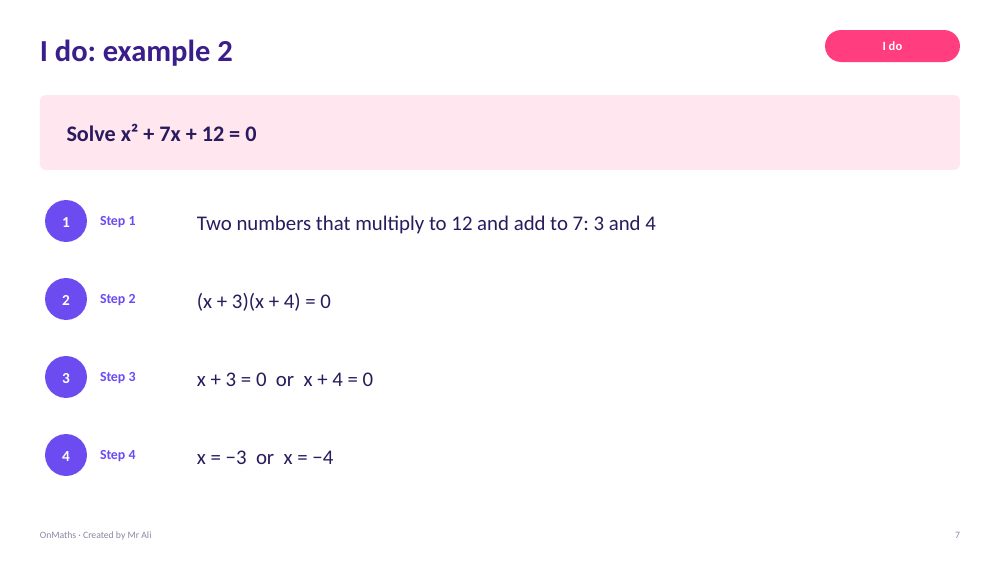 I do: example 2
I do
Solve x² + 7x + 12 = 0
1 Step 1 Two numbers that multiply to 12 and add to 7: 3 and 4
2 Step 2 (x + 3)(x + 4) = 0
3 Step 3 x + 3 = 0 or x + 4 = 0
4 Step 4 x = −3 or x = −4
OnMaths · Created by Mr Ali
7